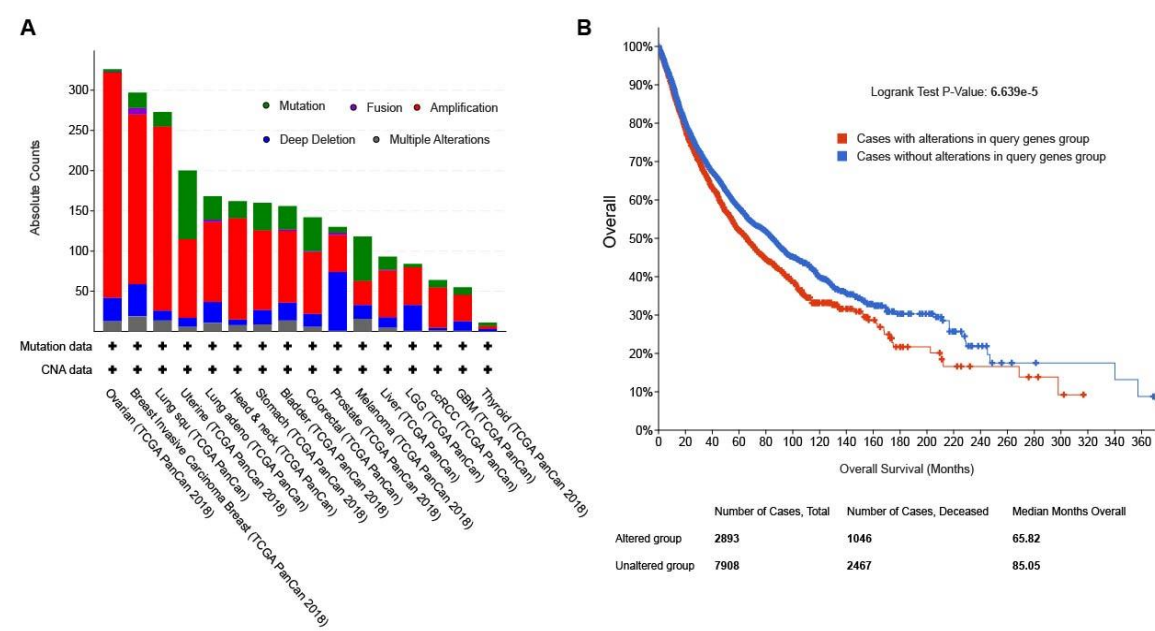 A
Absolute Counts
300
250
200
150
100
50
Mutation
Fusion
Amplification
Deep Deletion
Multiple Alterations
Mutation data
CNA data
Ovarian (TCGA PanCan 2018)
Breast Invasive Carcinoma Breast (TCGA PanCan 2018)
Lung squ (TCGA PanCan)
Uterine (TCGA PanCan 2018)
Lung adeno (TCGA PanCan)
Head & neck (TCGA PanCan)
Stomach (TCGA PanCan 2018)
Bladder (TCGA PanCan 2018)
Colorectal (TCGA PanCan)
Prostate (TCGA PanCan 2018)
Melanoma (TCGA PanCan 2018)
Liver (TCGA PanCan)
LGG (TCGA PanCan)
ccRCC (TCGA PanCan)
GBM (TCGA PanCan)
Thyroid (TCGA PanCan 2018)
B
Overall
100%
90%
80%
70%
60%
50%
40%
30%
20%
10%
0%
Logrank Test P-Value: 6.639e-5
Cases with alterations in query genes group
Cases without alterations in query genes group
0 20 40 60 80 100 120 140 160 180 200 220 240 260 280 300 320 340 360
Overall Survival (Months)
Number of Cases, Total Number of Cases, Deceased Median Months Overall
Altered group 2893 1046 65.82
Unaltered group 7908 2467 85.05